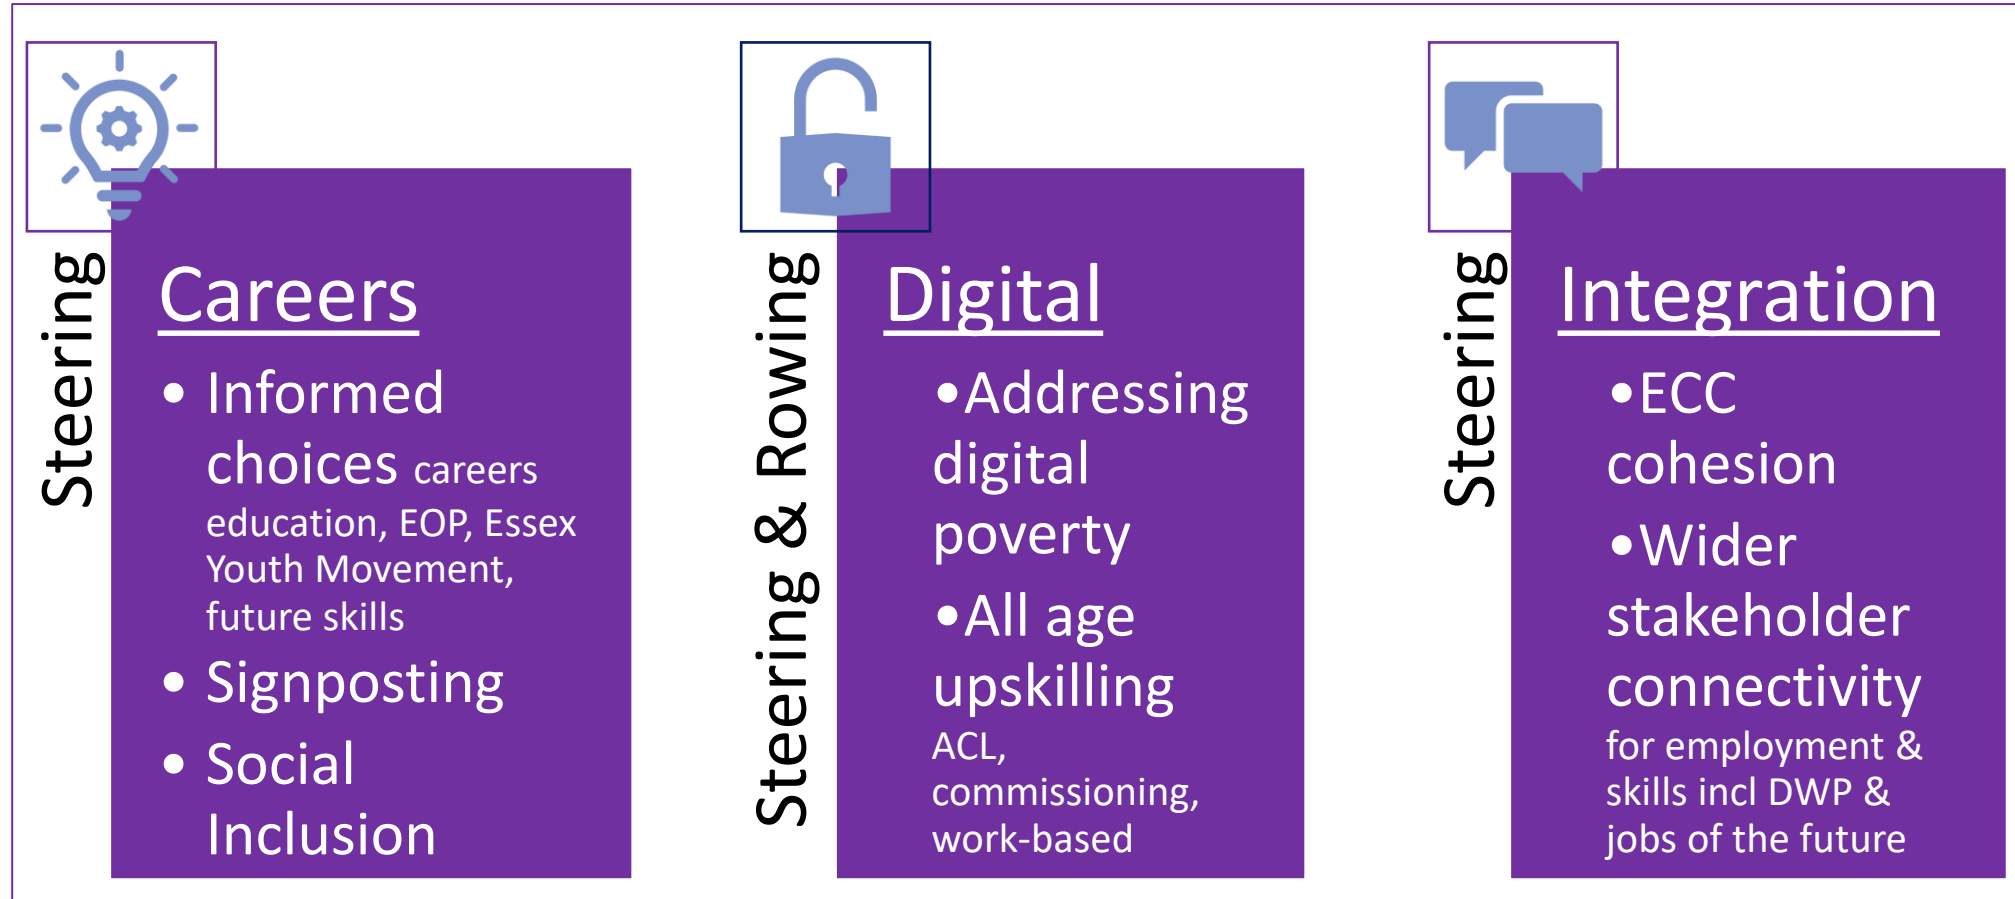 Steering
Careers
• Informed
choices careers
education, EOP, Essex
Youth Movement,
future skills
• Signposting
• Social
Inclusion
Steering & Rowing
Digital
•Addressing
digital
poverty
•All age
upskilling
ACL,
commissioning,
work-based
Steering
Integration
•ECC
cohesion
•Wider
stakeholder
connectivity
for employment &
skills incl DWP &
jobs of the future